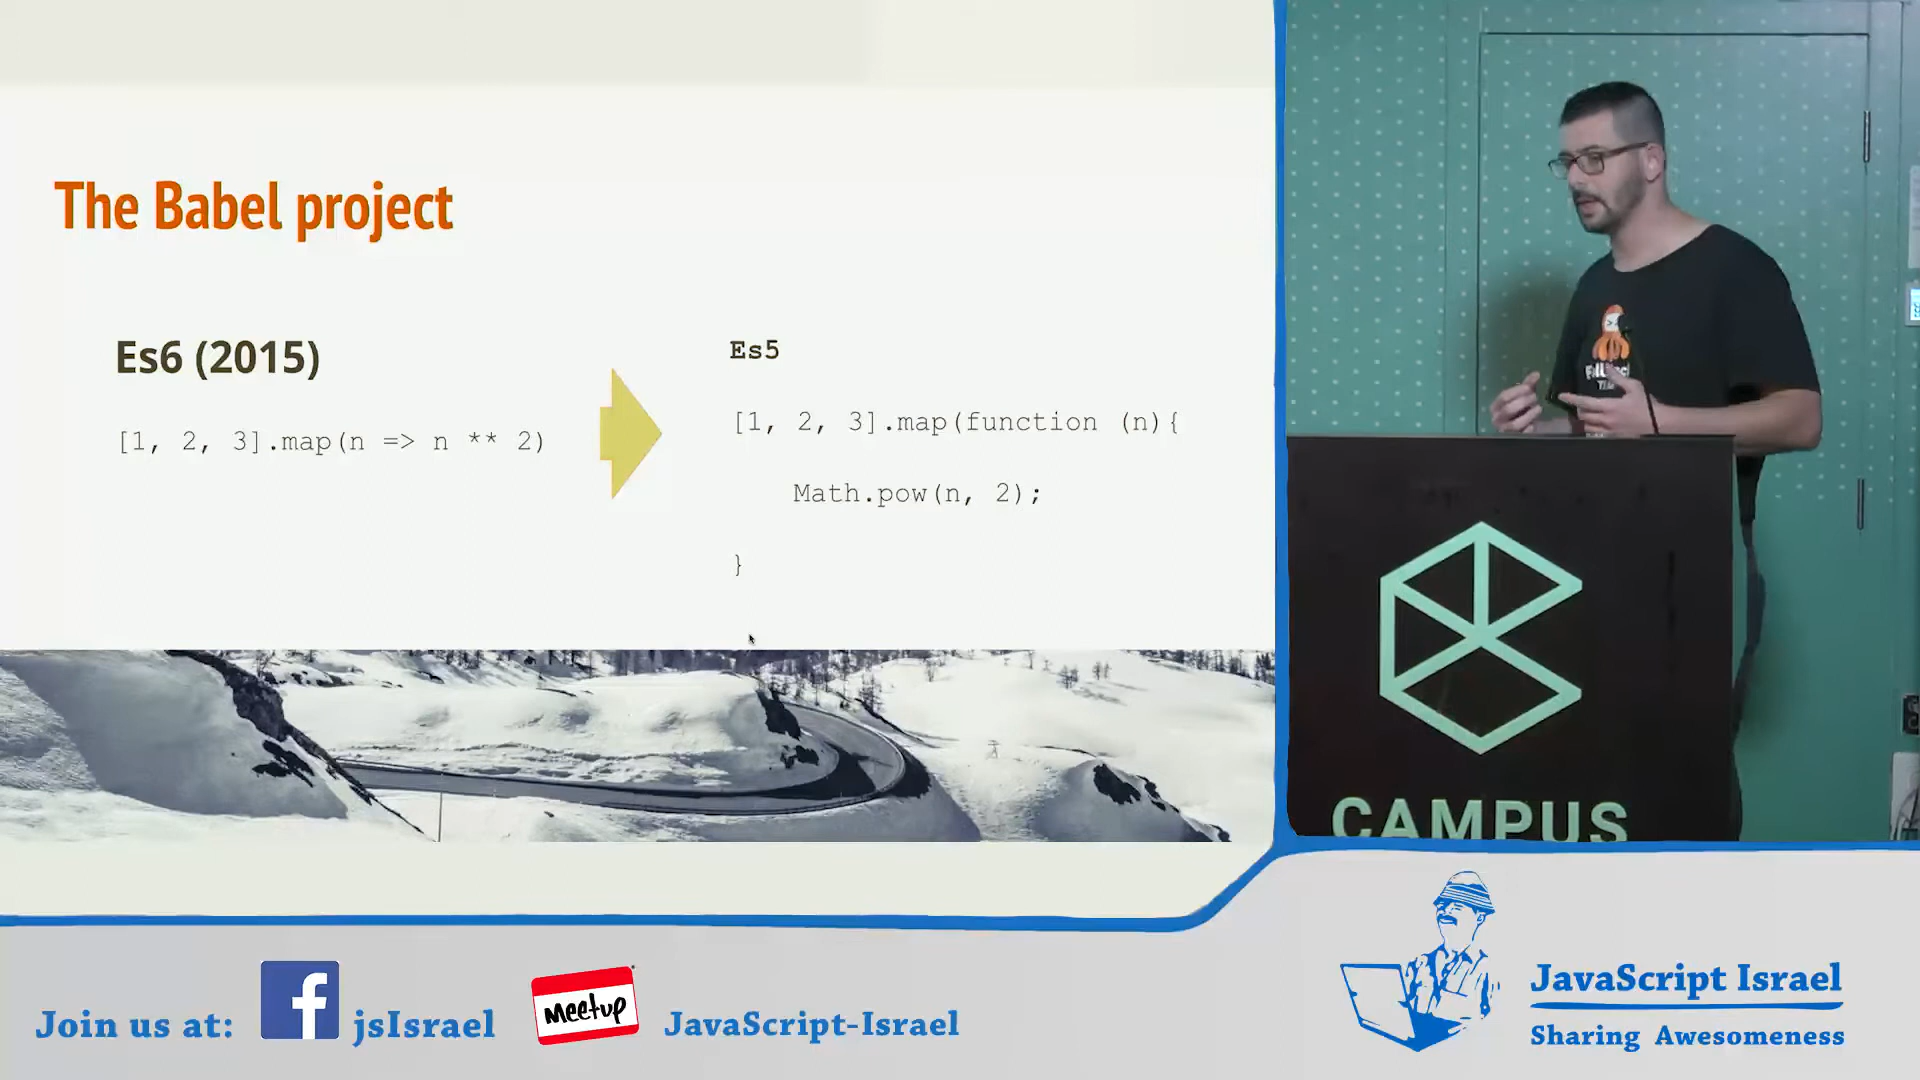 The Babel project
Es6 (2015)
[1, 2, 3].map(n => n ** 2)
Es5
[1, 2, 3].map(function (n){
Math.pow(n, 2);
}
CAMPUS
Join us at:
jsIsrael
meetup
JavaScript-Israel
JavaScript Israel
Sharing Awesomeness